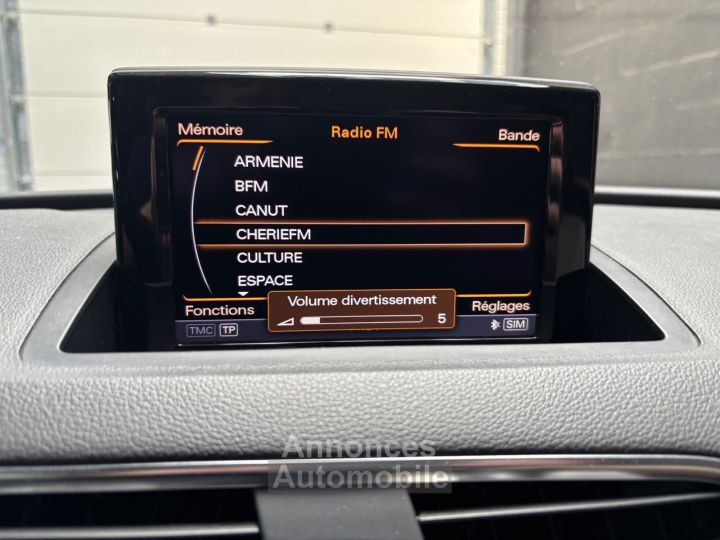 Mémoire
Radio FM
Bande
ARMENIE
BFM
CANUT
CHERIEFM
CULTURE
ESPACE
Volume divertissement
5
Fonctions
Réglages
TMC TP
SIM
Annonces
Automobile